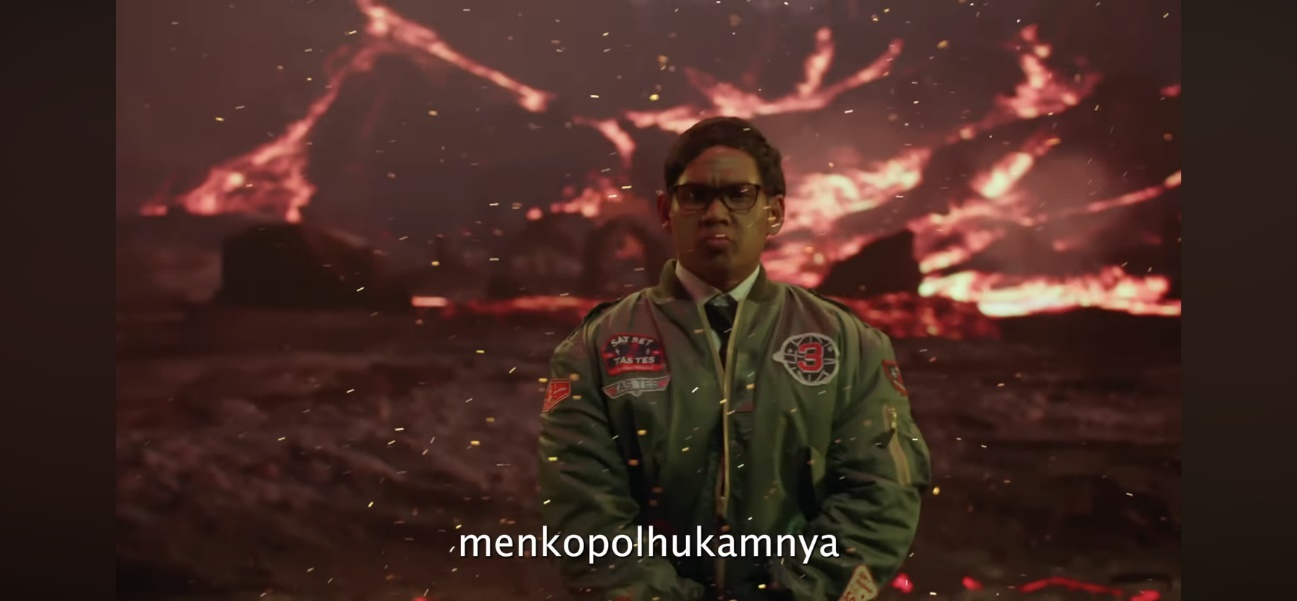 SAT SET
TAS TES
TAS TES
3
menkopolhukamnya